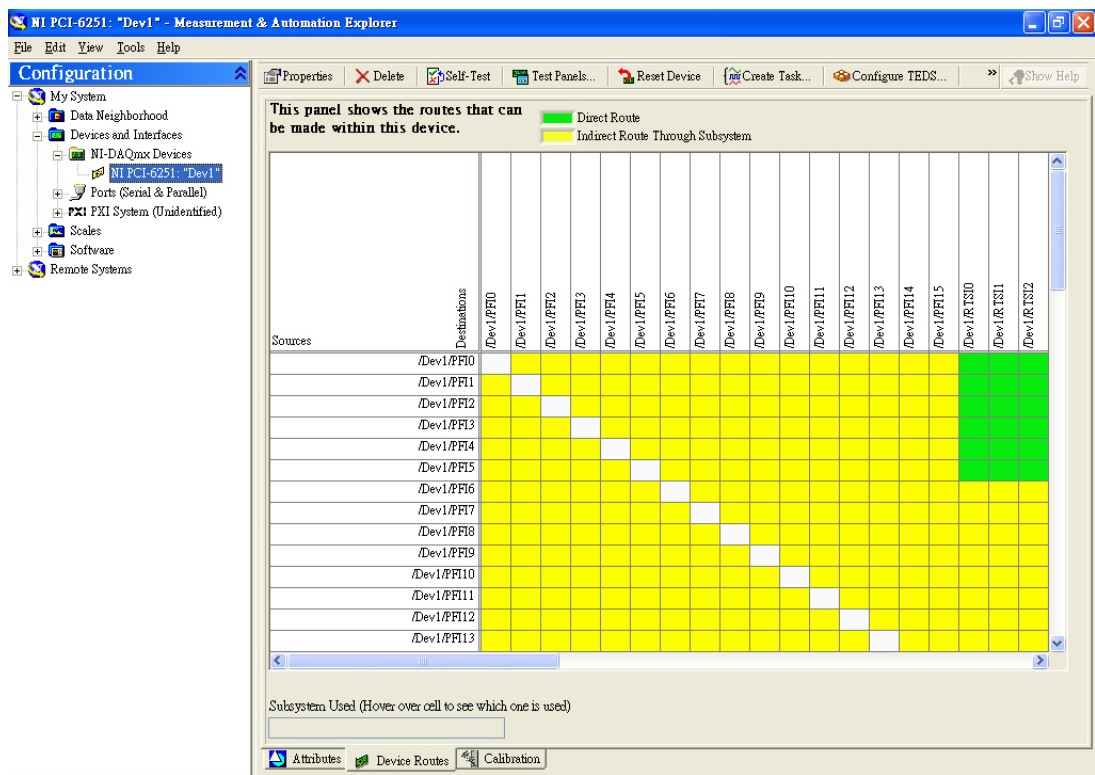 NI PCI-6251: "Dev1" - Measurement & Automation Explorer
File Edit View Tools Help
Configuration
My System
Data Neighborhood
Devices and Interfaces
NI-DAQmx Devices
NI PCI-6251: "Dev1"
Ports (Serial & Parallel)
PXI PXI System (Unidentified)
Scales
Software
Remote Systems
Properties Delete Self-Test Test Panels... Reset Device Create Task... Configure TEDS... » Show Help
This panel shows the routes that can
be made within this device.
Direct Route
Indirect Route Through Subsystem
Sources
Destinations
/Dev1/PFI0
/Dev1/PFI1
/Dev1/PFI2
/Dev1/PFI3
/Dev1/PFI4
/Dev1/PFI5
/Dev1/PFI6
/Dev1/PFI7
/Dev1/PFI8
/Dev1/PFI9
/Dev1/PFI10
/Dev1/PFI11
/Dev1/PFI12
/Dev1/PFI13
/Dev1/PFI14
/Dev1/PFI15
/Dev1/RTSI0
/Dev1/RTSI1
/Dev1/RTSI2
/Dev1/PFI0
/Dev1/PFI1
/Dev1/PFI2
/Dev1/PFI3
/Dev1/PFI4
/Dev1/PFI5
/Dev1/PFI6
/Dev1/PFI7
/Dev1/PFI8
/Dev1/PFI9
/Dev1/PFI10
/Dev1/PFI11
/Dev1/PFI12
/Dev1/PFI13
Subsystem Used (Hover over cell to see which one is used)
Attributes Device Routes Calibration